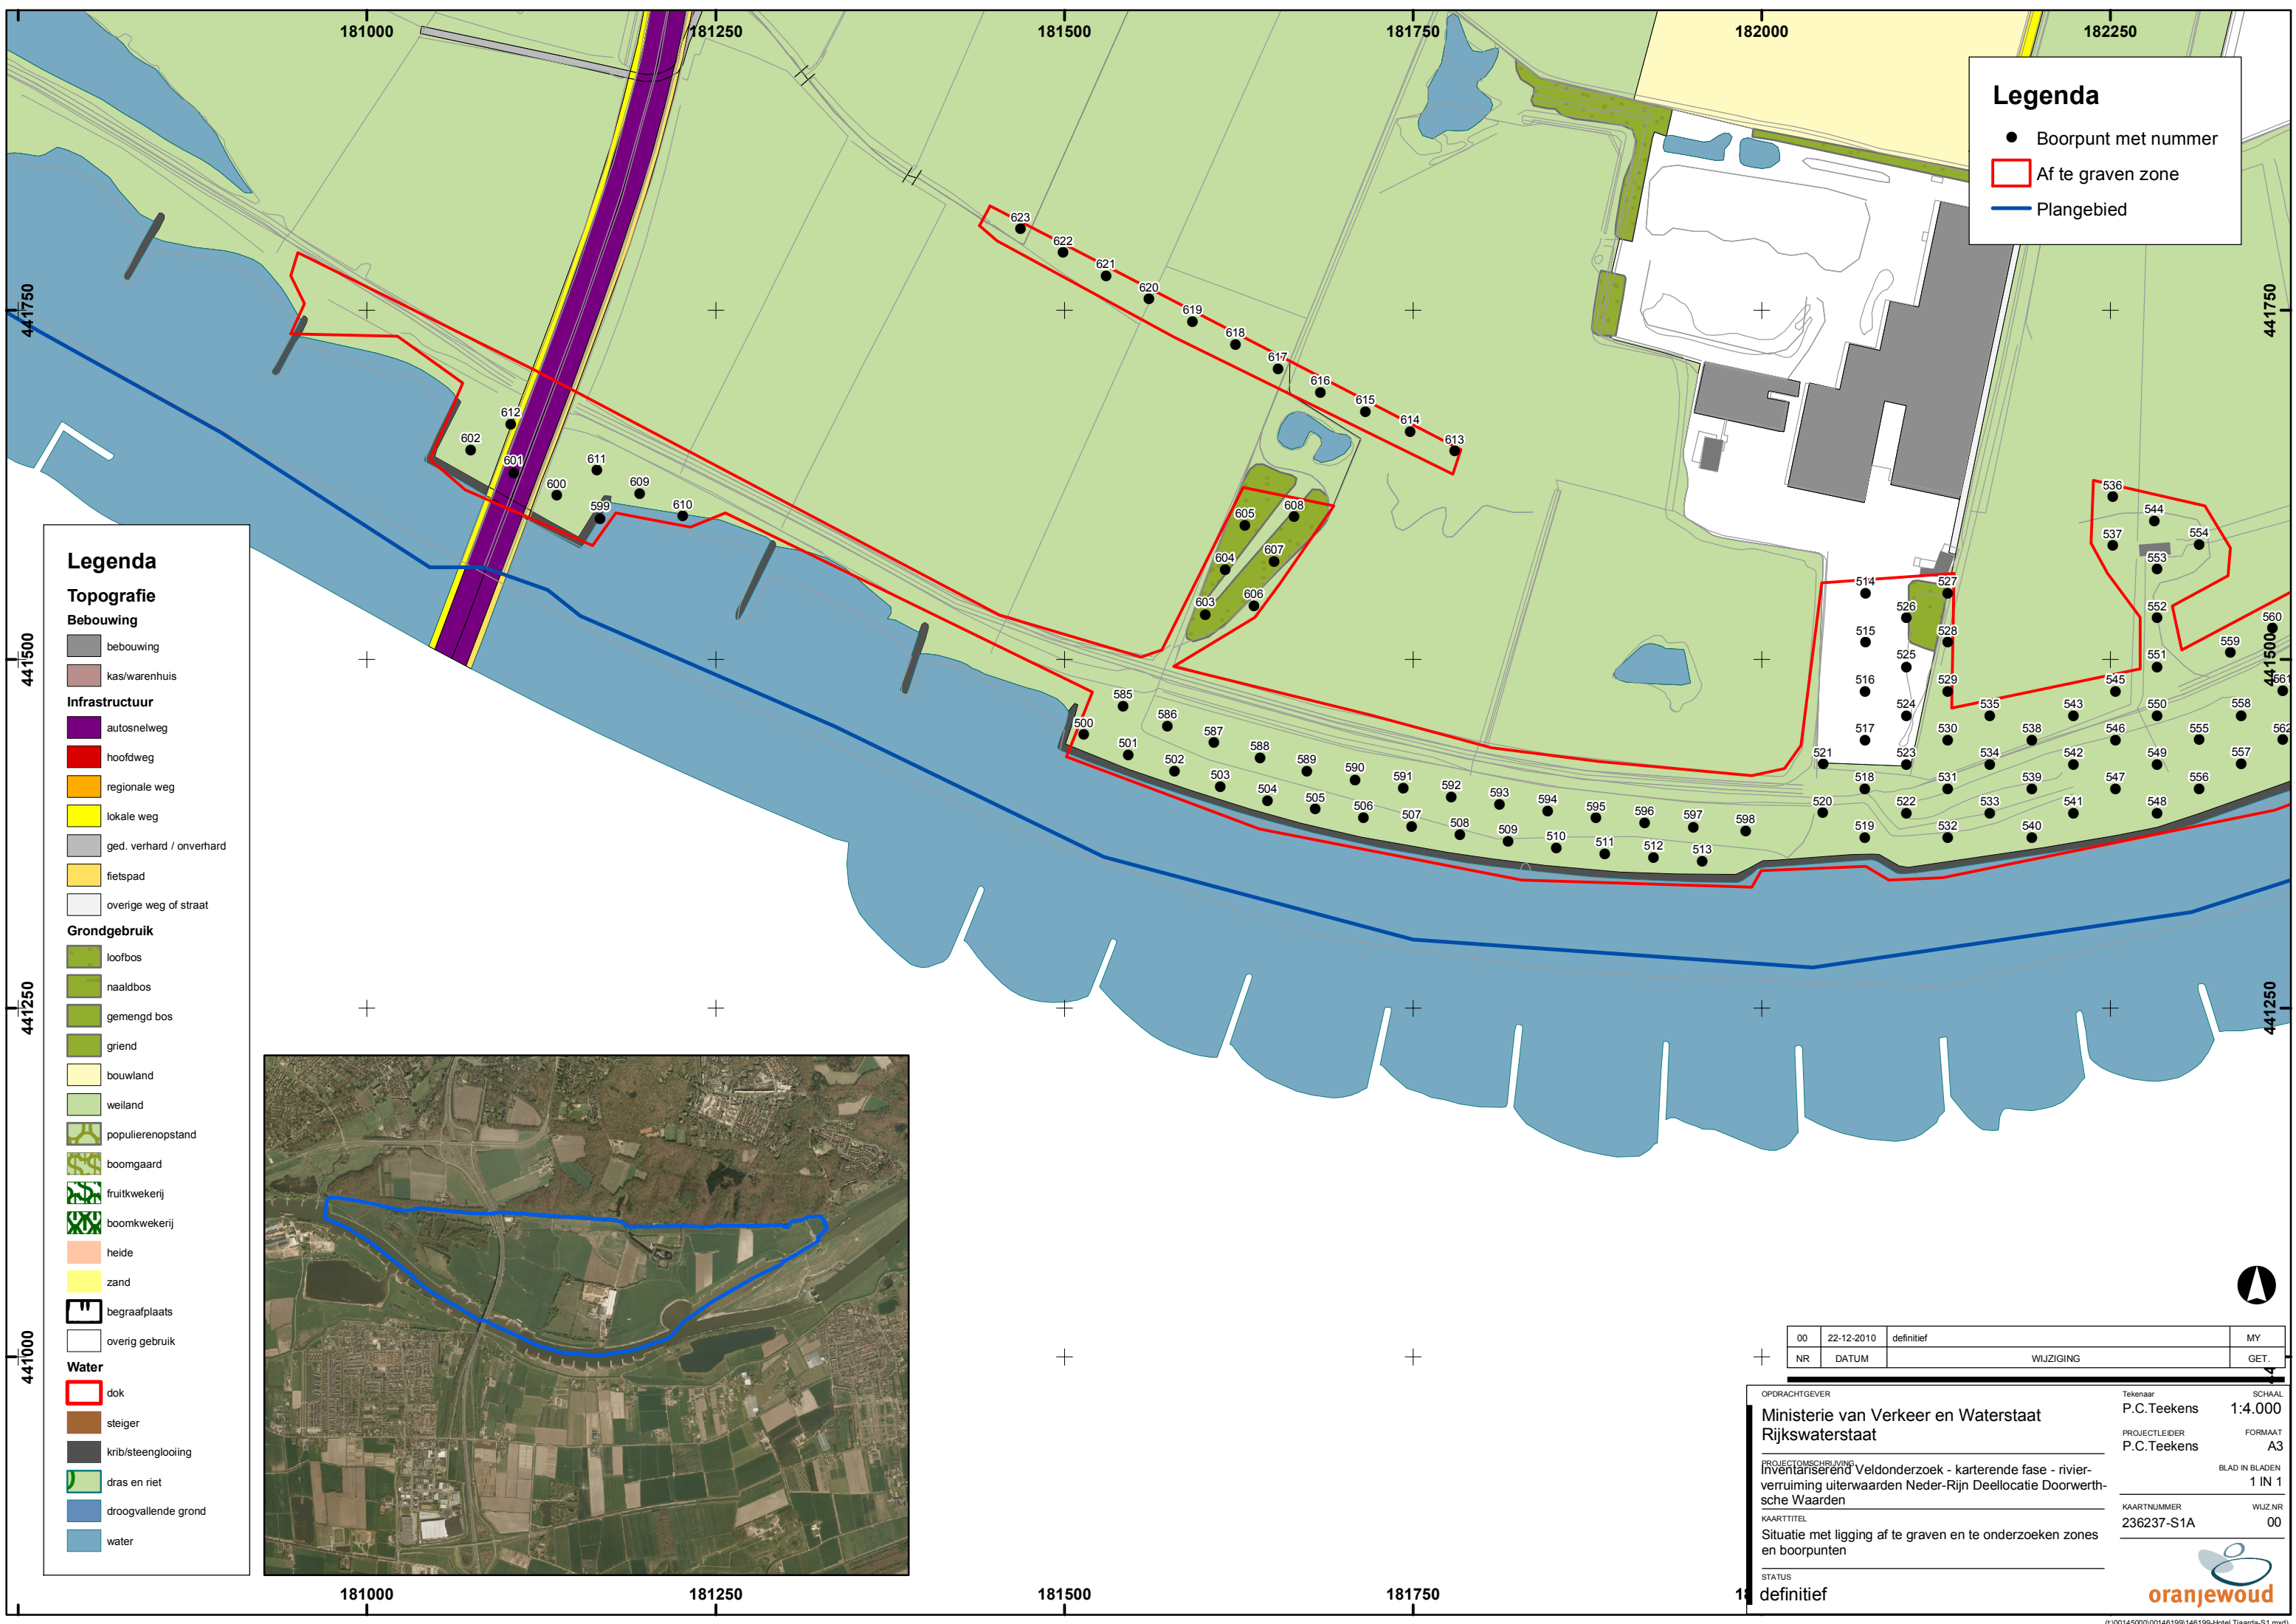 181000
181250
181500
181750
182000
182250
441750
441500
441250
441000
441750
441500
441250
Legenda
Boorpunt met nummer
Af te graven zone
Plangebied
623
622
621
620
619
618
617
616
615
614
613
612
602
601
611
600
609
599
610
605
608
604
607
603
606
536
544
537
554
553
514
527
526
552
560
515
528
559
525
551
516
529
545
561
585
524
535
543
550
558
500
586
587
517
530
538
546
555
562
501
588
521
523
534
542
549
557
502
589
590
503
591
518
531
539
547
556
504
592
505
593
506
594
520
522
533
541
548
507
595
508
596
597
598
519
532
540
509
510
511
512
513
Legenda
Topografie
Bebouwing
bebouwing
kas/warenhuis
Infrastructuur
autosnelweg
hoofdweg
regionale weg
lokale weg
ged. verhard / onverhard
fietspad
overige weg of straat
Grondgebruik
loofbos
naaldbos
gemengd bos
griend
bouwland
weiland
populierenopstand
boomgaard
fruitkwekerij
boomkwekerij
heide
zand
begraafplaats
overig gebruik
Water
dok
steiger
krib/steenglooiing
dras en riet
droogvallende grond
water
00 22-12-2010 definitief MY
NR DATUM WIJZIGING GET.
OPDRACHTGEVER
Ministerie van Verkeer en Waterstaat
Rijkswaterstaat
PROJECTOMSCHRIJVING
Inventariserend Veldonderzoek - karterende fase - rivier-
verruiming uiterwaarden Neder-Rijn Deellocatie Doorwerth-
sche Waarden
KAARTTITEL
Situatie met ligging af te graven en te onderzoeken zones
en boorpunten
STATUS
definitief
Tekenaar SCHAAL
P.C.Teekens 1:4.000
PROJECTLEIDER FORMAAT
P.C.Teekens A3
BLAD IN BLADEN
1 IN 1
KAARTNUMMER WIJZ.NR
236237-S1A 00
oranjewoud
181000
181250
181500
181750